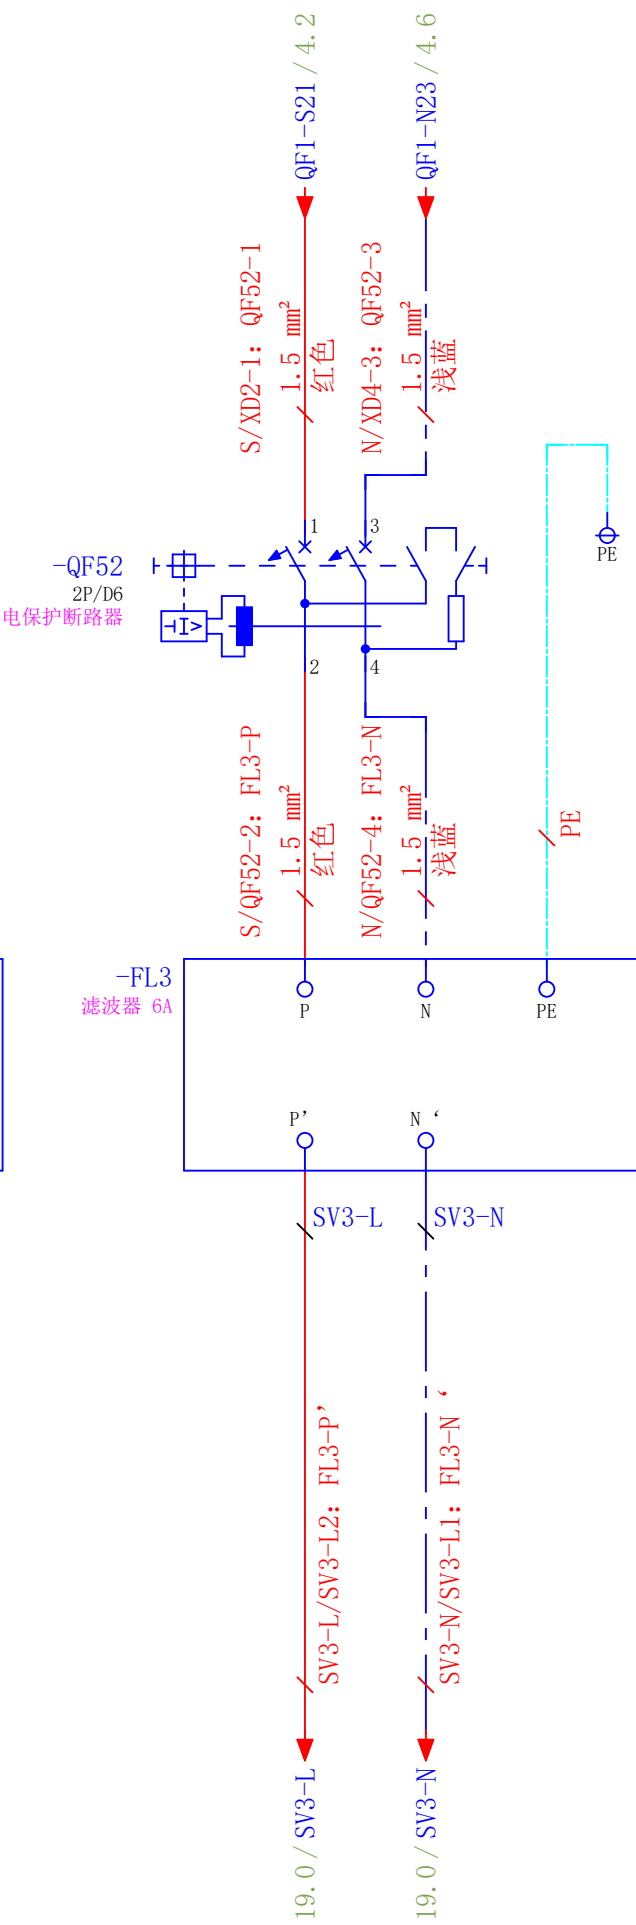 QF1-S21/4.2
QF1-N23/4.6
S/XD2-1: QF52-1
1.5 mm²
红色
N/XD4-3: QF52-3
1.5 mm²
浅蓝
1
3
PE
-QF52
2P/D6
电保护断路器
2
4
S/QF52-2: FL3-P
1.5 mm²
红色
N/QF52-4: FL3-N
1.5 mm²
浅蓝
PE
-FL3
滤波器 6A
P
N
PE
P’
N ‘
SV3-L
SV3-N
SV3-L/SV3-L2: FL3-P’
SV3-N/SV3-L1: FL3-N ‘
19.0/SV3-L
19.0/SV3-N